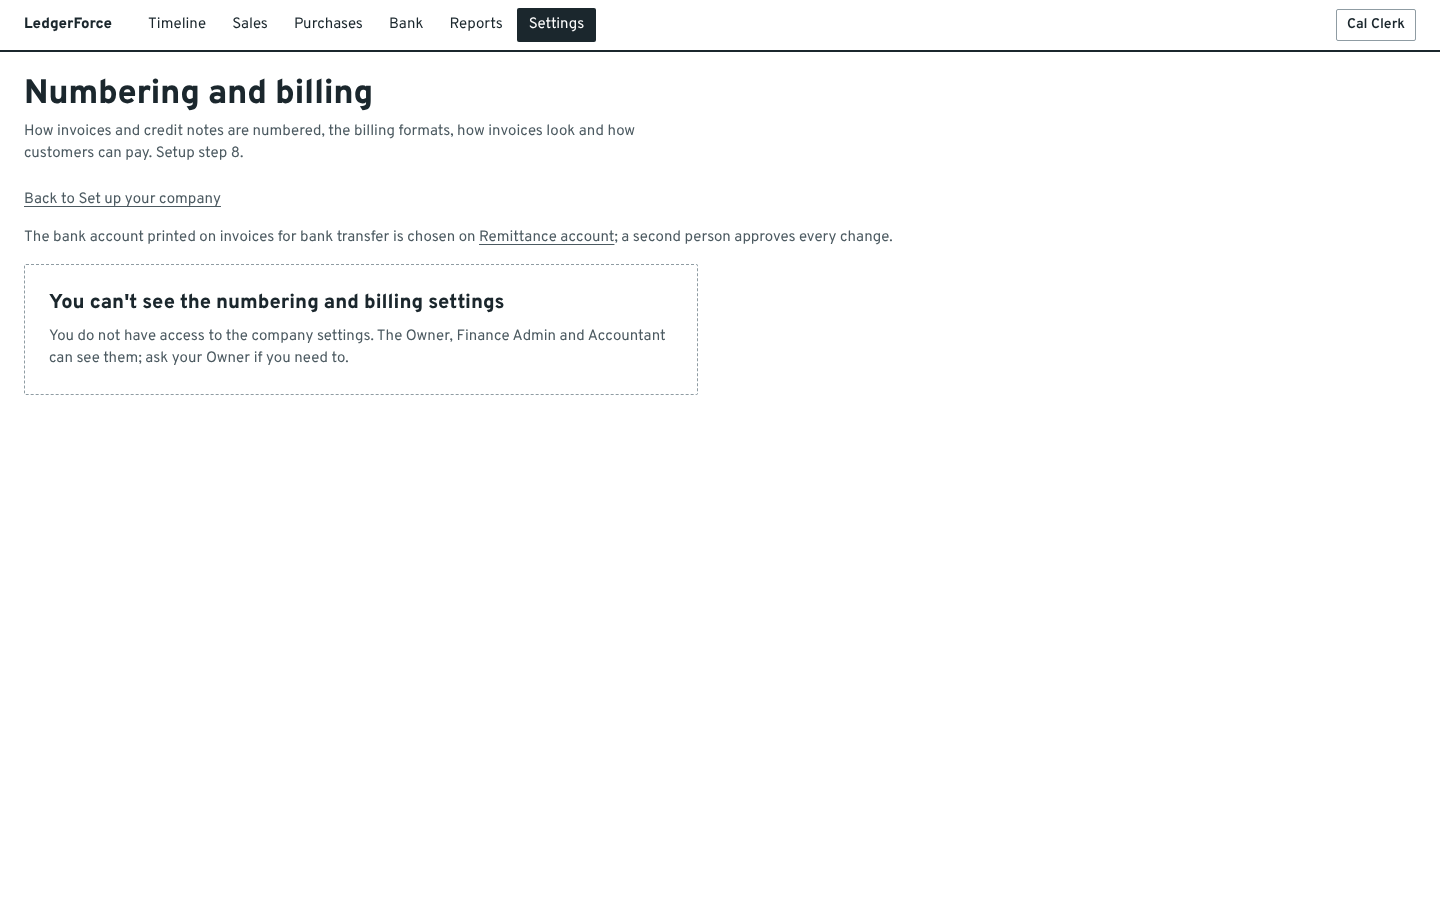 LedgerForce
Timeline
Sales
Purchases
Bank
Reports
Settings
Cal Clerk
Numbering and billing
How invoices and credit notes are numbered, the billing formats, how invoices look and how
customers can pay. Setup step 8.
Back to Set up your company
The bank account printed on invoices for bank transfer is chosen on Remittance account; a second person approves every change.
You can't see the numbering and billing settings
You do not have access to the company settings. The Owner, Finance Admin and Accountant
can see them; ask your Owner if you need to.